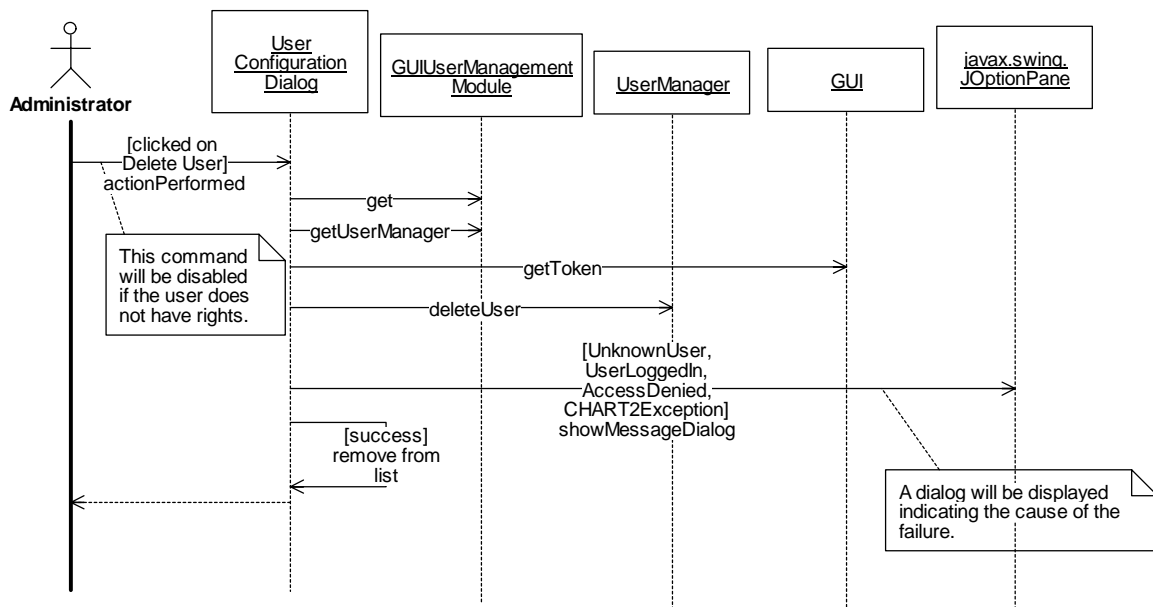 User
Configuration
Dialog
GUIUserManagement
Module
UserManager
GUI
javax.swing.
JOptionPane
Administrator
[clicked on
Delete User]
actionPerformed
get
getUserManager
This command
will be disabled
if the user does
not have rights.
getToken
deleteUser
[UnknownUser,
UserLoggedIn,
AccessDenied,
CHART2Exception]
showMessageDialog
[success]
remove from
list
A dialog will be displayed
indicating the cause of the
failure.